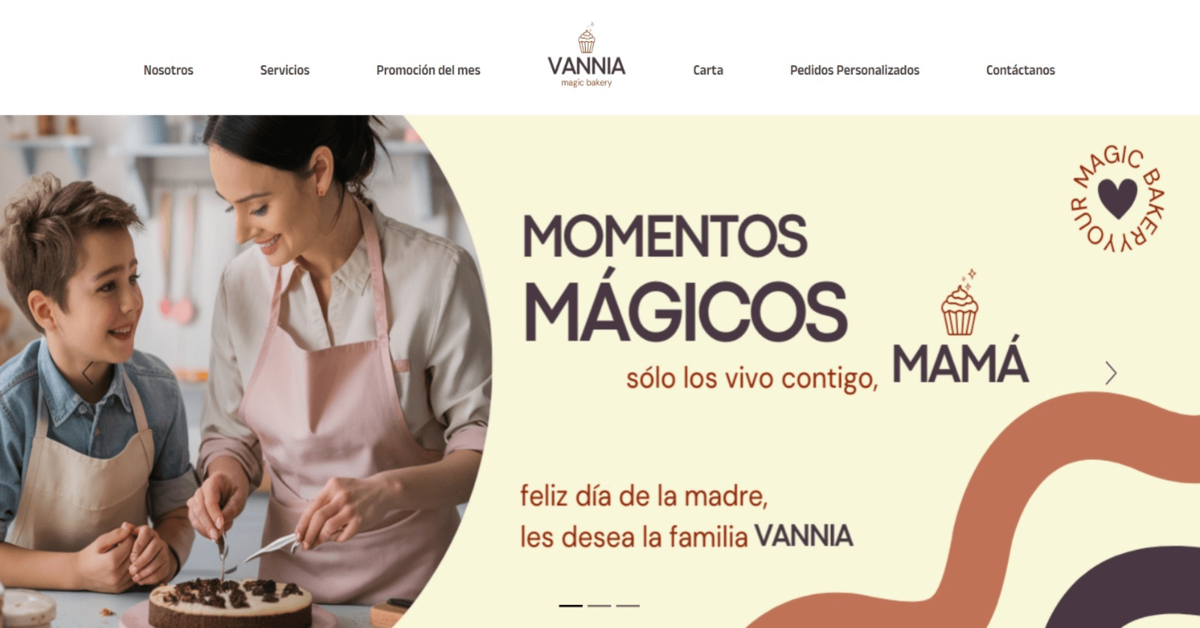 Nosotros
Servicios
Promoción del mes
VANNIA
magic bakery
Carta
Pedidos Personalizados
Contáctanos
YOUR MAGIC BAKERY
MOMENTOS
MÁGICOS
sólo los vivo contigo, MAMÁ
feliz día de la madre,
les desea la familia VANNIA